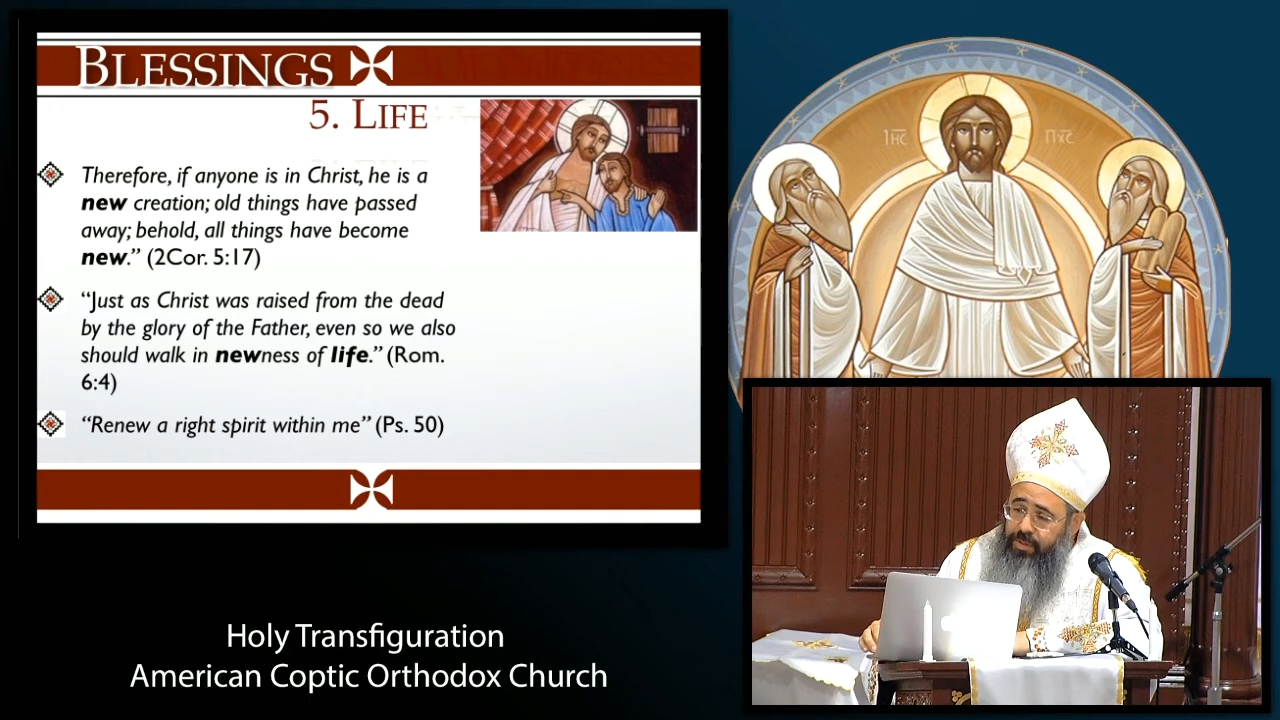 BLESSINGS
5. LIFE
Therefore, if anyone is in Christ, he is a
new creation; old things have passed
away; behold, all things have become
new.” (2Cor. 5:17)
“Just as Christ was raised from the dead
by the glory of the Father, even so we also
should walk in newness of life.” (Rom.
6:4)
“Renew a right spirit within me” (Ps. 50)
Holy Transfiguration
American Coptic Orthodox Church